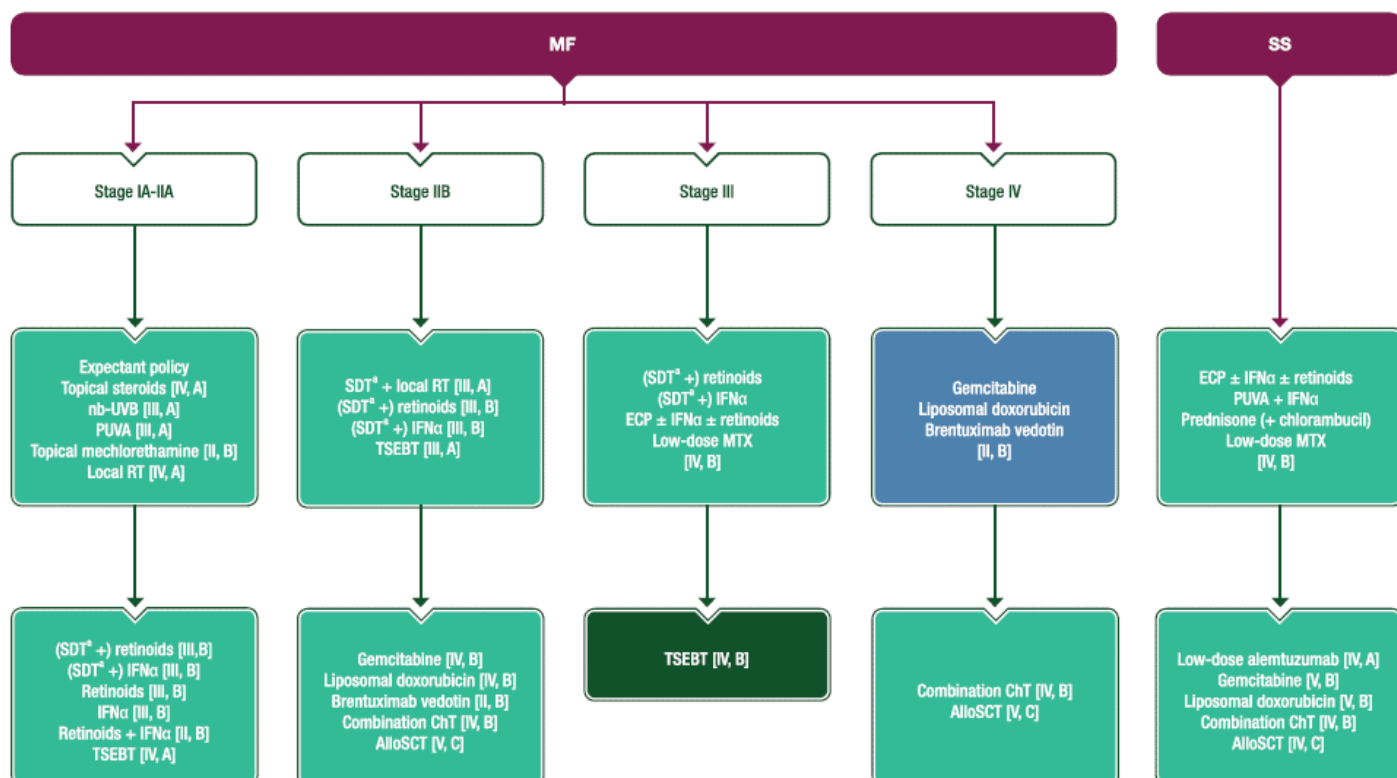 MF
SS
Stage IA-IIA
Stage IIB
Stage III
Stage IV
Expectant policy
Topical steroids [IV, A]
nb-UVB [III, A]
PUVA [III, A]
Topical mechlorethamine [II, B]
Local RT [IV, A]
SDTᵃ + local RT [III, A]
(SDTᵃ +) retinoids [III, B]
(SDTᵃ +) IFNα [III, B]
TSEBT [III, A]
(SDTᵃ +) retinoids
(SDTᵃ +) IFNα
ECP ± IFNα ± retinoids
Low-dose MTX
[IV, B]
Gemcitabine
Liposomal doxorubicin
Brentuximab vedotin
[II, B]
ECP ± IFNα ± retinoids
PUVA + IFNα
Prednisone (+ chlorambucil)
Low-dose MTX
[IV, B]
(SDTᵃ +) retinoids [III,B]
(SDTᵃ +) IFNα [III, B]
Retinoids [III, B]
IFNα [III, B]
Retinoids + IFNα [II, B]
TSEBT [IV, A]
Gemcitabine [IV, B]
Liposomal doxorubicin [IV, B]
Brentuximab vedotin [II, B]
Combination ChT [IV, B]
AlloSCT [V, C]
TSEBT [IV, B]
Combination ChT [IV, B]
AlloSCT [V, C]
Low-dose alemtuzumab [IV, A]
Gemcitabine [V, B]
Liposomal doxorubicin [V, B]
Combination ChT [IV, B]
AlloSCT [IV, C]